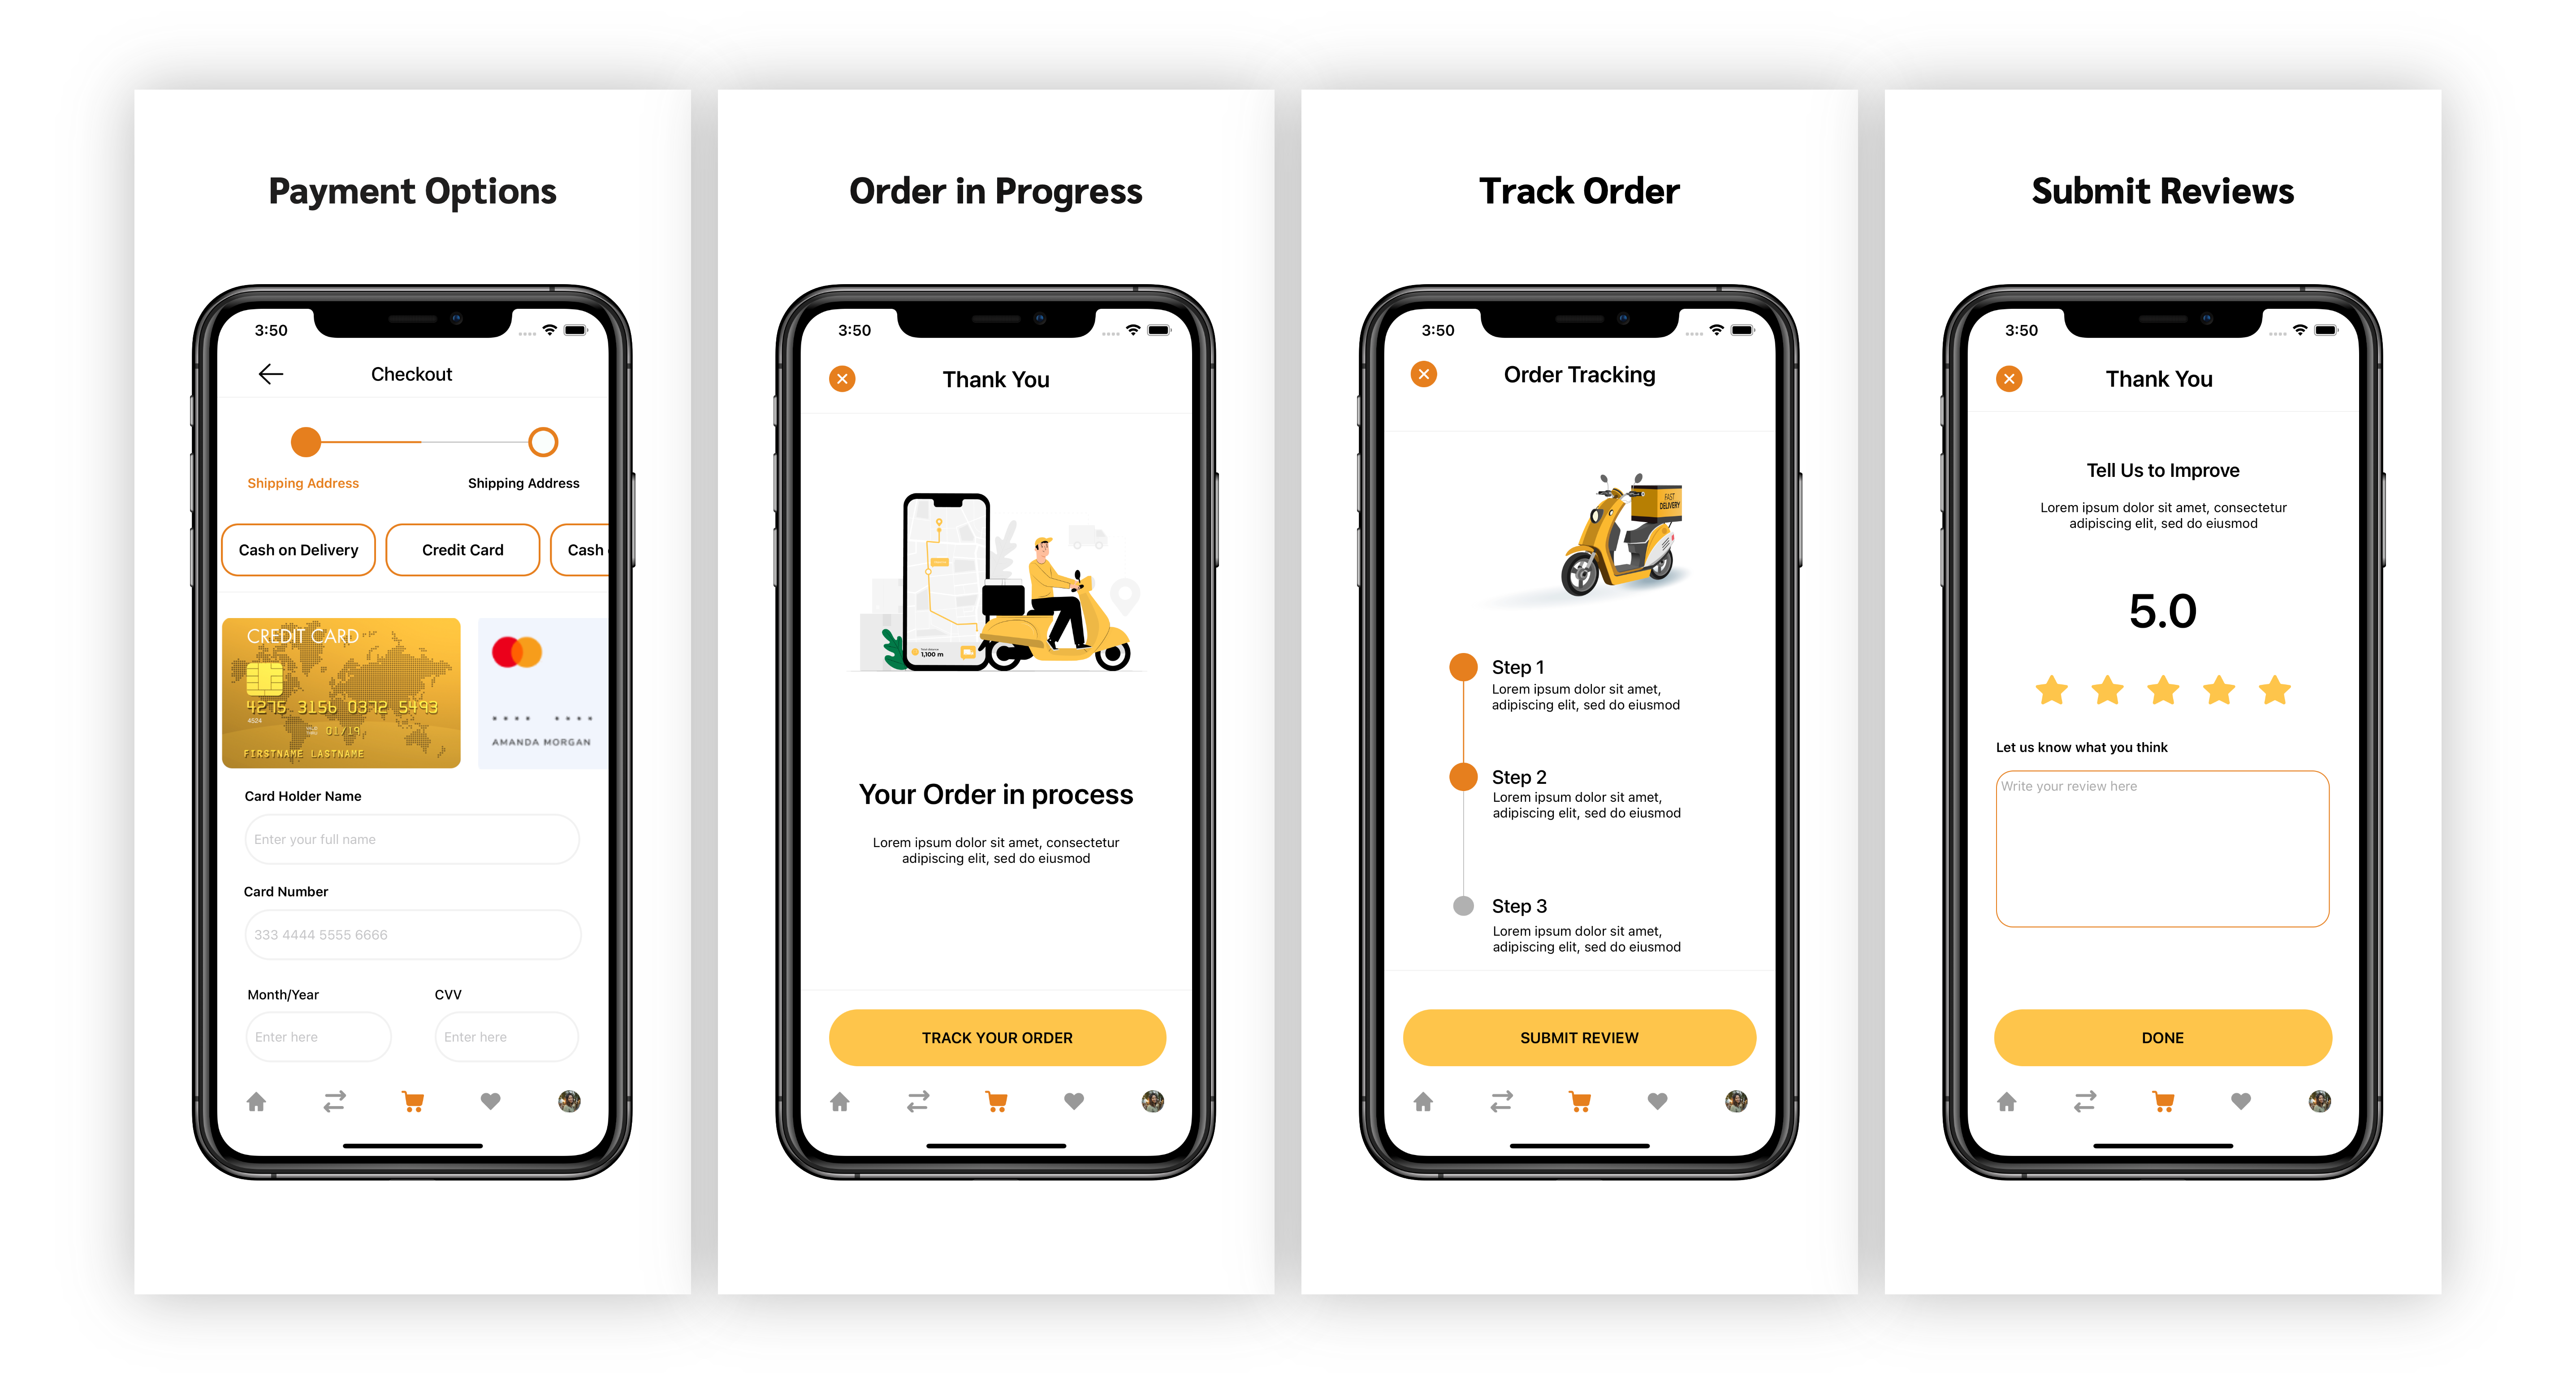 Payment Options
3:50
Checkout
Shipping Address
Shipping Address
Cash on Delivery
Credit Card
Cash
CREDIT CARD
4275 3156 0372 5493
4524
01/19
FIRSTNAME LASTNAME
**** ****
AMANDA MORGAN
Card Holder Name
Enter your full name
Card Number
333 4444 5555 6666
Month/Year
CVV
Enter here
Enter here
Order in Progress
3:50
Thank You
1,100 m
Your Order in process
Lorem ipsum dolor sit amet, consectetur
adipiscing elit, sed do eiusmod
TRACK YOUR ORDER
Track Order
3:50
Order Tracking
FAST
DELIVERY
Step 1
Lorem ipsum dolor sit amet,
adipiscing elit, sed do eiusmod
Step 2
Lorem ipsum dolor sit amet,
adipiscing elit, sed do eiusmod
Step 3
Lorem ipsum dolor sit amet,
adipiscing elit, sed do eiusmod
SUBMIT REVIEW
Submit Reviews
3:50
Thank You
Tell Us to Improve
Lorem ipsum dolor sit amet, consectetur
adipiscing elit, sed do eiusmod
5.0
Let us know what you think
Write your review here
DONE